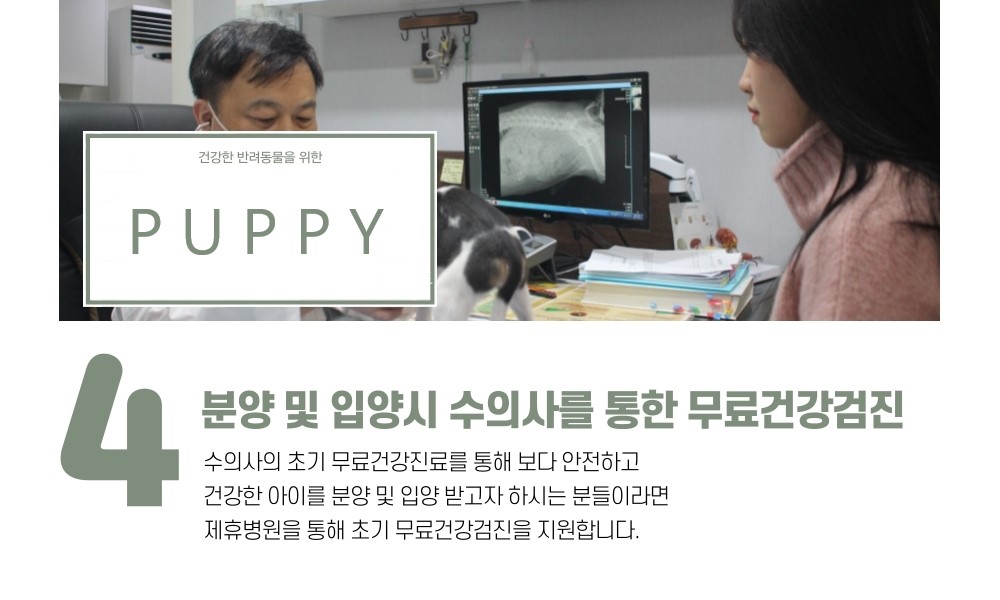 건강한 반려동물을 위한
PUPPY
4
분양 및 입양시 수의사를 통한 무료건강검진
수의사의 초기 무료건강진료를 통해 보다 안전하고
건강한 아이를 분양 및 입양 받고자 하시는 분들이라면
제휴병원을 통해 초기 무료건강검진을 지원합니다.